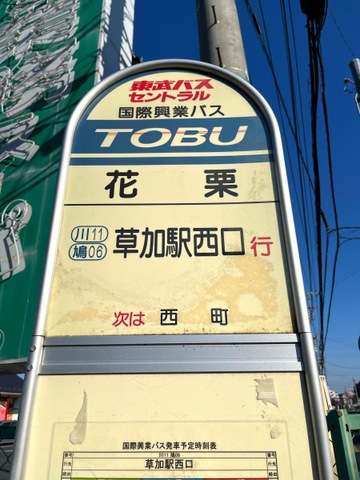 東武バス
セントラル
国際興業バス
TOBU
花栗
川11
鳩06
草加駅西口行
次は 西町
国際興業バス発車予定時刻表
草加駅西口